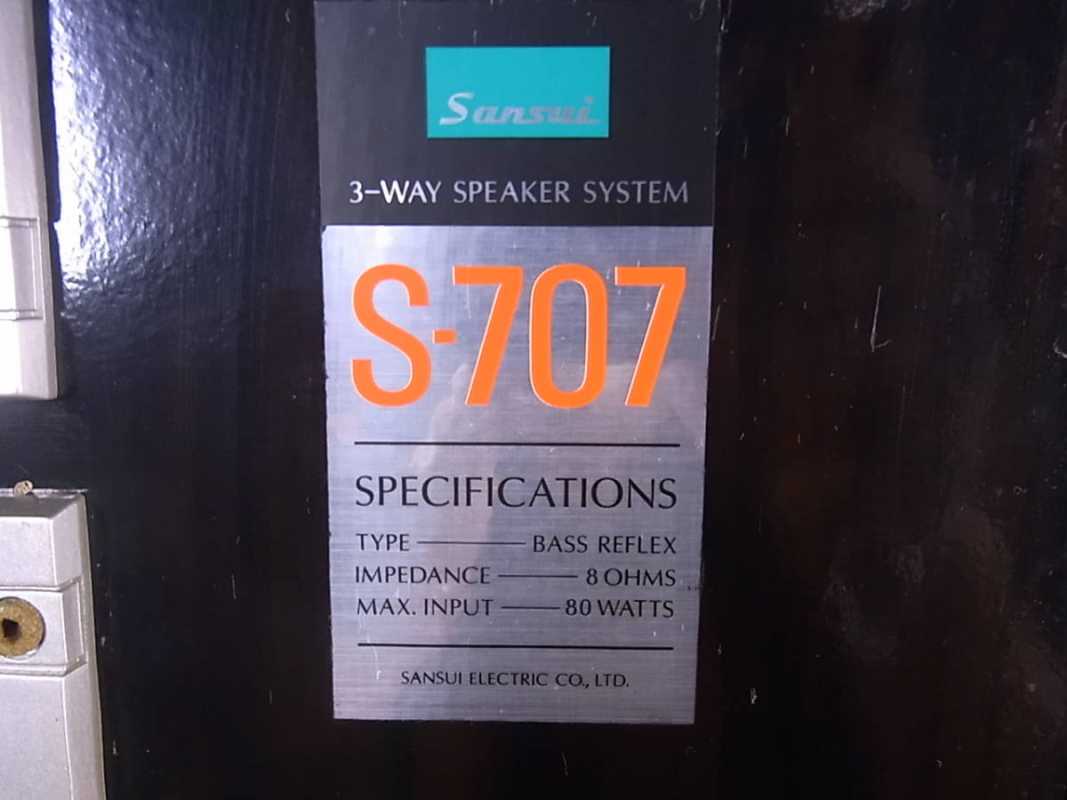 Sansui
3-WAY SPEAKER SYSTEM
S-707
SPECIFICATIONS
TYPE — BASS REFLEX
IMPEDANCE — 8 OHMS
MAX. INPUT — 80 WATTS
SANSUI ELECTRIC CO., LTD.